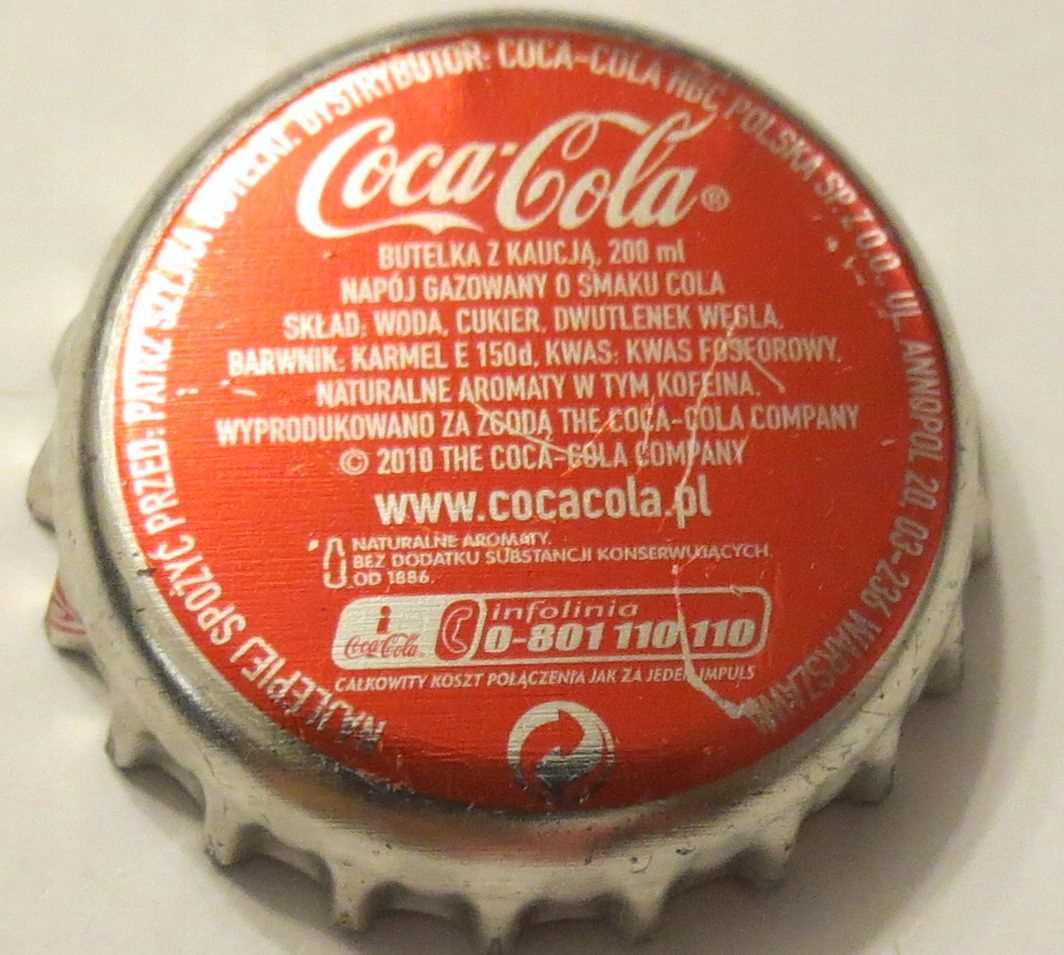 NAJLEPIEJ SPOŻYĆ PRZED: PATRZ SZYJKA BUTELKI. DYSTRYBUTOR: COCA-COLA HBC POLSKA SP. Z O.O. UL. ANNOPOL 20, 03-236 WARSZAWA
Coca-Cola®
BUTELKA Z KAUCJĄ, 200 ml
NAPÓJ GAZOWANY O SMAKU COLA
SKŁAD: WODA, CUKIER, DWUTLENEK WĘGLA,
BARWNIK: KARMEL E 150d, KWAS: KWAS FOSFOROWY,
NATURALNE AROMATY W TYM KOFEINA.
WYPRODUKOWANO ZA ZGODĄ THE COCA-COLA COMPANY
© 2010 THE COCA-COLA COMPANY
www.cocacola.pl
NATURALNE AROMATY.
BEZ DODATKU SUBSTANCJI KONSERWUJĄCYCH.
OD 1886.
i
Coca-Cola
infolinia
0-801 110 110
CAŁKOWITY KOSZT POŁĄCZENIA JAK ZA JEDEN IMPULS